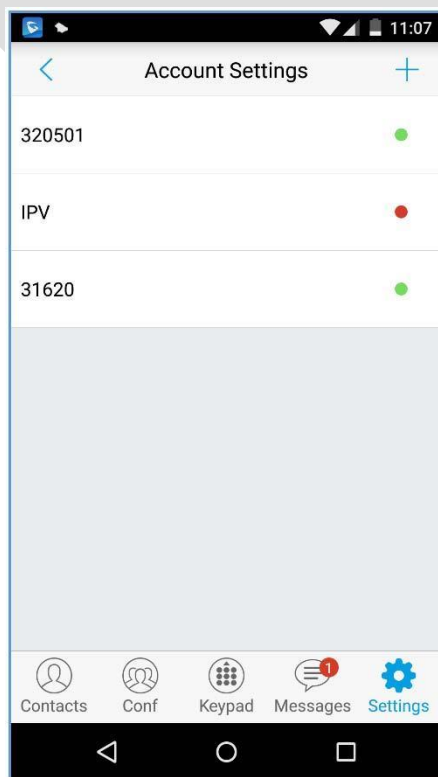 11:07
Account Settings
320501
IPV
31620
1
Contacts Conf Keypad Messages Settings